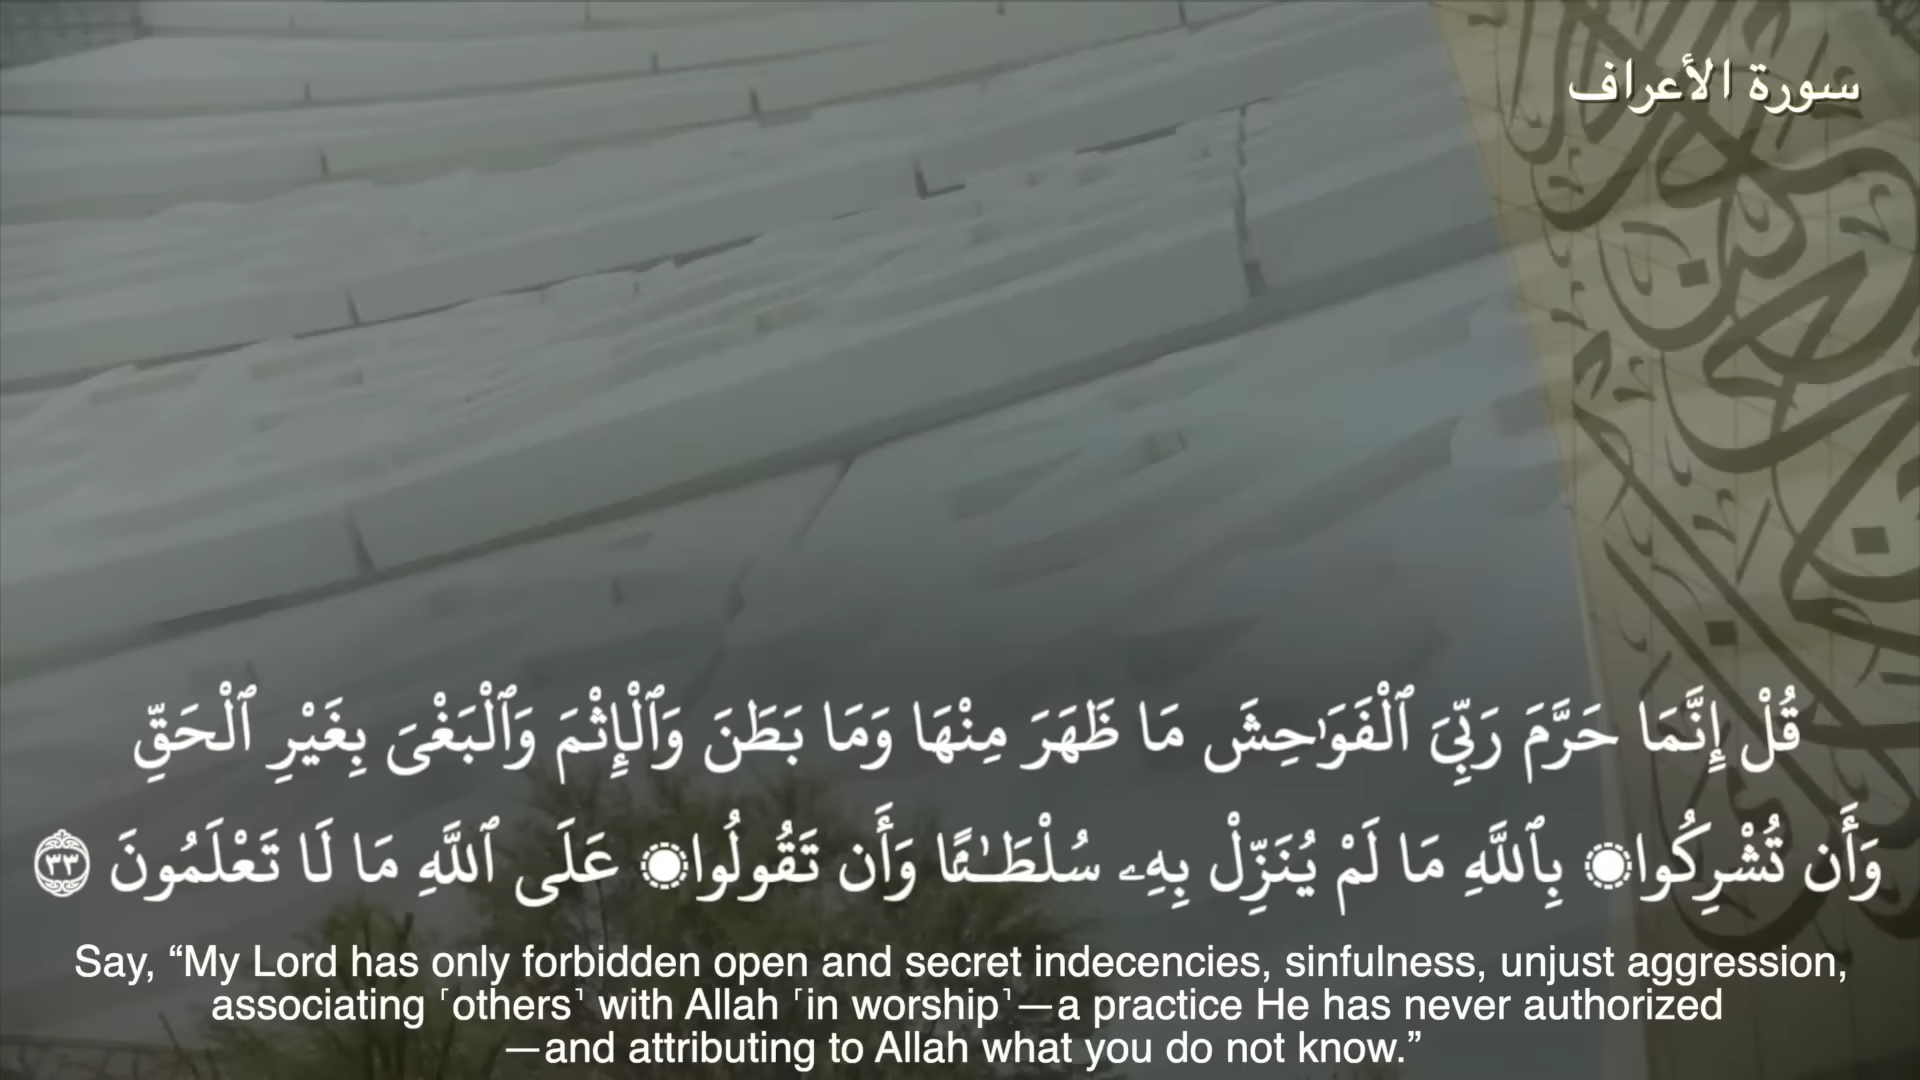 سورة الأعراف
قُلْ إِنَّمَا حَرَّمَ رَبِّىَ ٱلْفَوَٰحِشَ مَا ظَهَرَ مِنْهَا وَمَا بَطَنَ وَٱلْإِثْمَ وَٱلْبَغْىَ بِغَيْرِ ٱلْحَقِّ
وَأَن تُشْرِكُوا۟ بِٱللَّهِ مَا لَمْ يُنَزِّلْ بِهِۦ سُلْطَـٰنًا وَأَن تَقُولُوا۟ عَلَى ٱللَّهِ مَا لَا تَعْلَمُونَ ٣٣
Say, “My Lord has only forbidden open and secret indecencies, sinfulness, unjust aggression,
associating ˹others˺ with Allah ˹in worship˺—a practice He has never authorized
—and attributing to Allah what you do not know.”